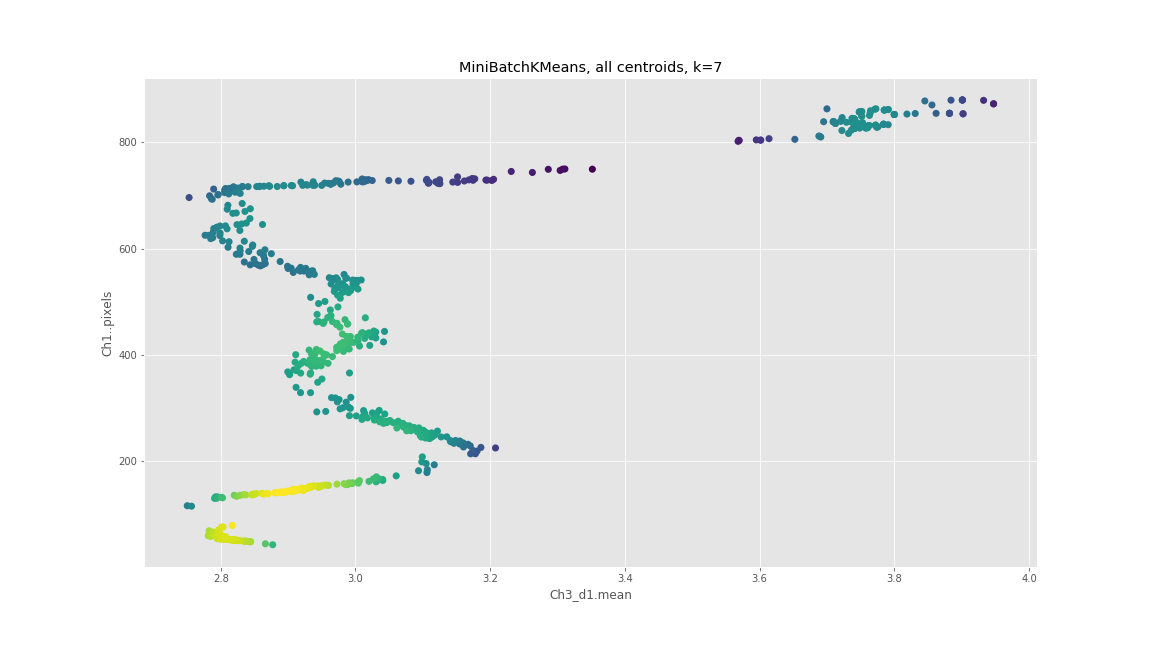 MiniBatchKMeans, all centroids, k=7
Ch1..pixels
800
600
400
200
2.8 3.0 3.2 3.4 3.6 3.8 4.0
Ch3_d1.mean